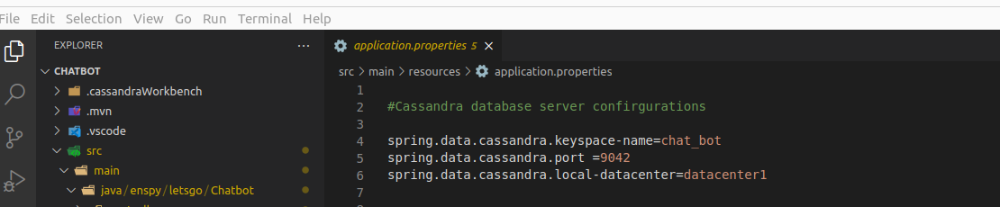 File Edit Selection View Go Run Terminal Help
EXPLORER ...
CHATBOT
.cassandraWorkbench
.mvn
.vscode
src
main
java/enspy/letsgo/Chatbot
application.properties 5 ×
src > main > resources > application.properties
1
2 #Cassandra database server confirgurations
3
4 spring.data.cassandra.keyspace-name=chat_bot
5 spring.data.cassandra.port =9042
6 spring.data.cassandra.local-datacenter=datacenter1
7